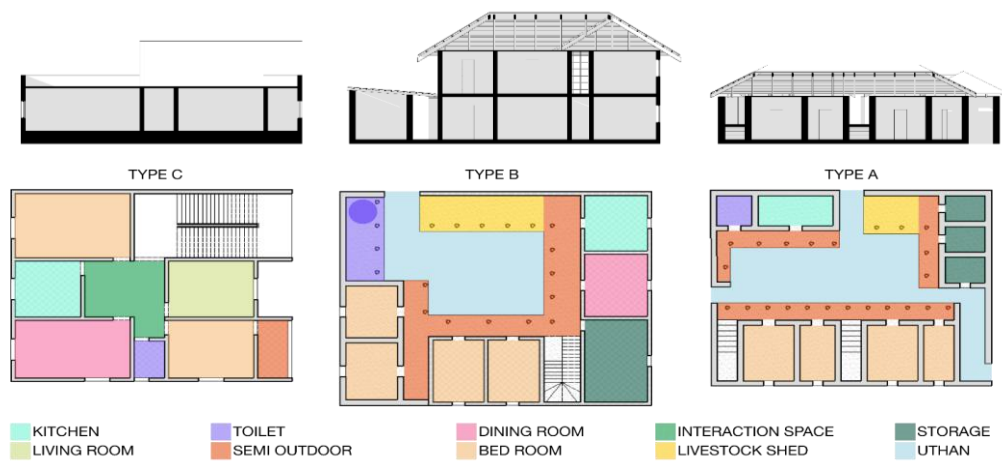 TYPE C TYPE B TYPE A
KITCHEN TOILET DINING ROOM INTERACTION SPACE STORAGE
LIVING ROOM SEMI OUTDOOR BED ROOM LIVESTOCK SHED UTHAN